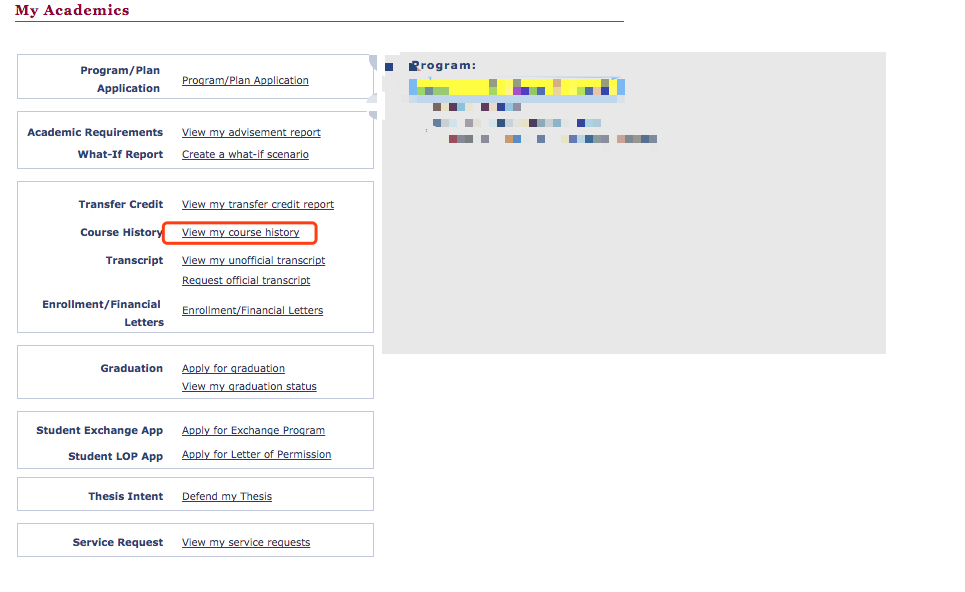 My Academics
Program/Plan Application
Program/Plan Application
Academic Requirements
View my advisement report
What-If Report
Create a what-if scenario
Transfer Credit
View my transfer credit report
Course History
View my course history
Transcript
View my unofficial transcript
Request official transcript
Enrollment/Financial Letters
Enrollment/Financial Letters
Graduation
Apply for graduation
View my graduation status
Student Exchange App
Apply for Exchange Program
Student LOP App
Apply for Letter of Permission
Thesis Intent
Defend my Thesis
Service Request
View my service requests
Program: